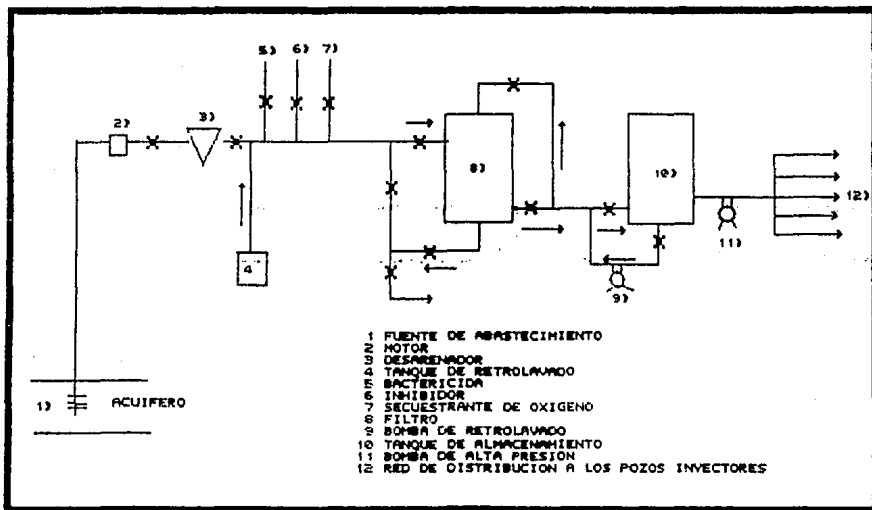 5) 6) 7)
2) 3)
8) 10) 12)
4 11)
9)
1) ACUIFERO
1 FUENTE DE ABASTECIMIENTO
2 MOTOR
3 DESARENADOR
4 TANQUE DE RETROLAVADO
5 BACTERICIDA
6 INHIBIDOR
7 SECUESTRANTE DE OXIGENO
8 FILTRO
9 BOMBA DE RETROLAVADO
10 TANQUE DE ALMACENAMIENTO
11 BOMBA DE ALTA PRESION
12 RED DE DISTRIBUCION A LOS POZOS INYECTORES